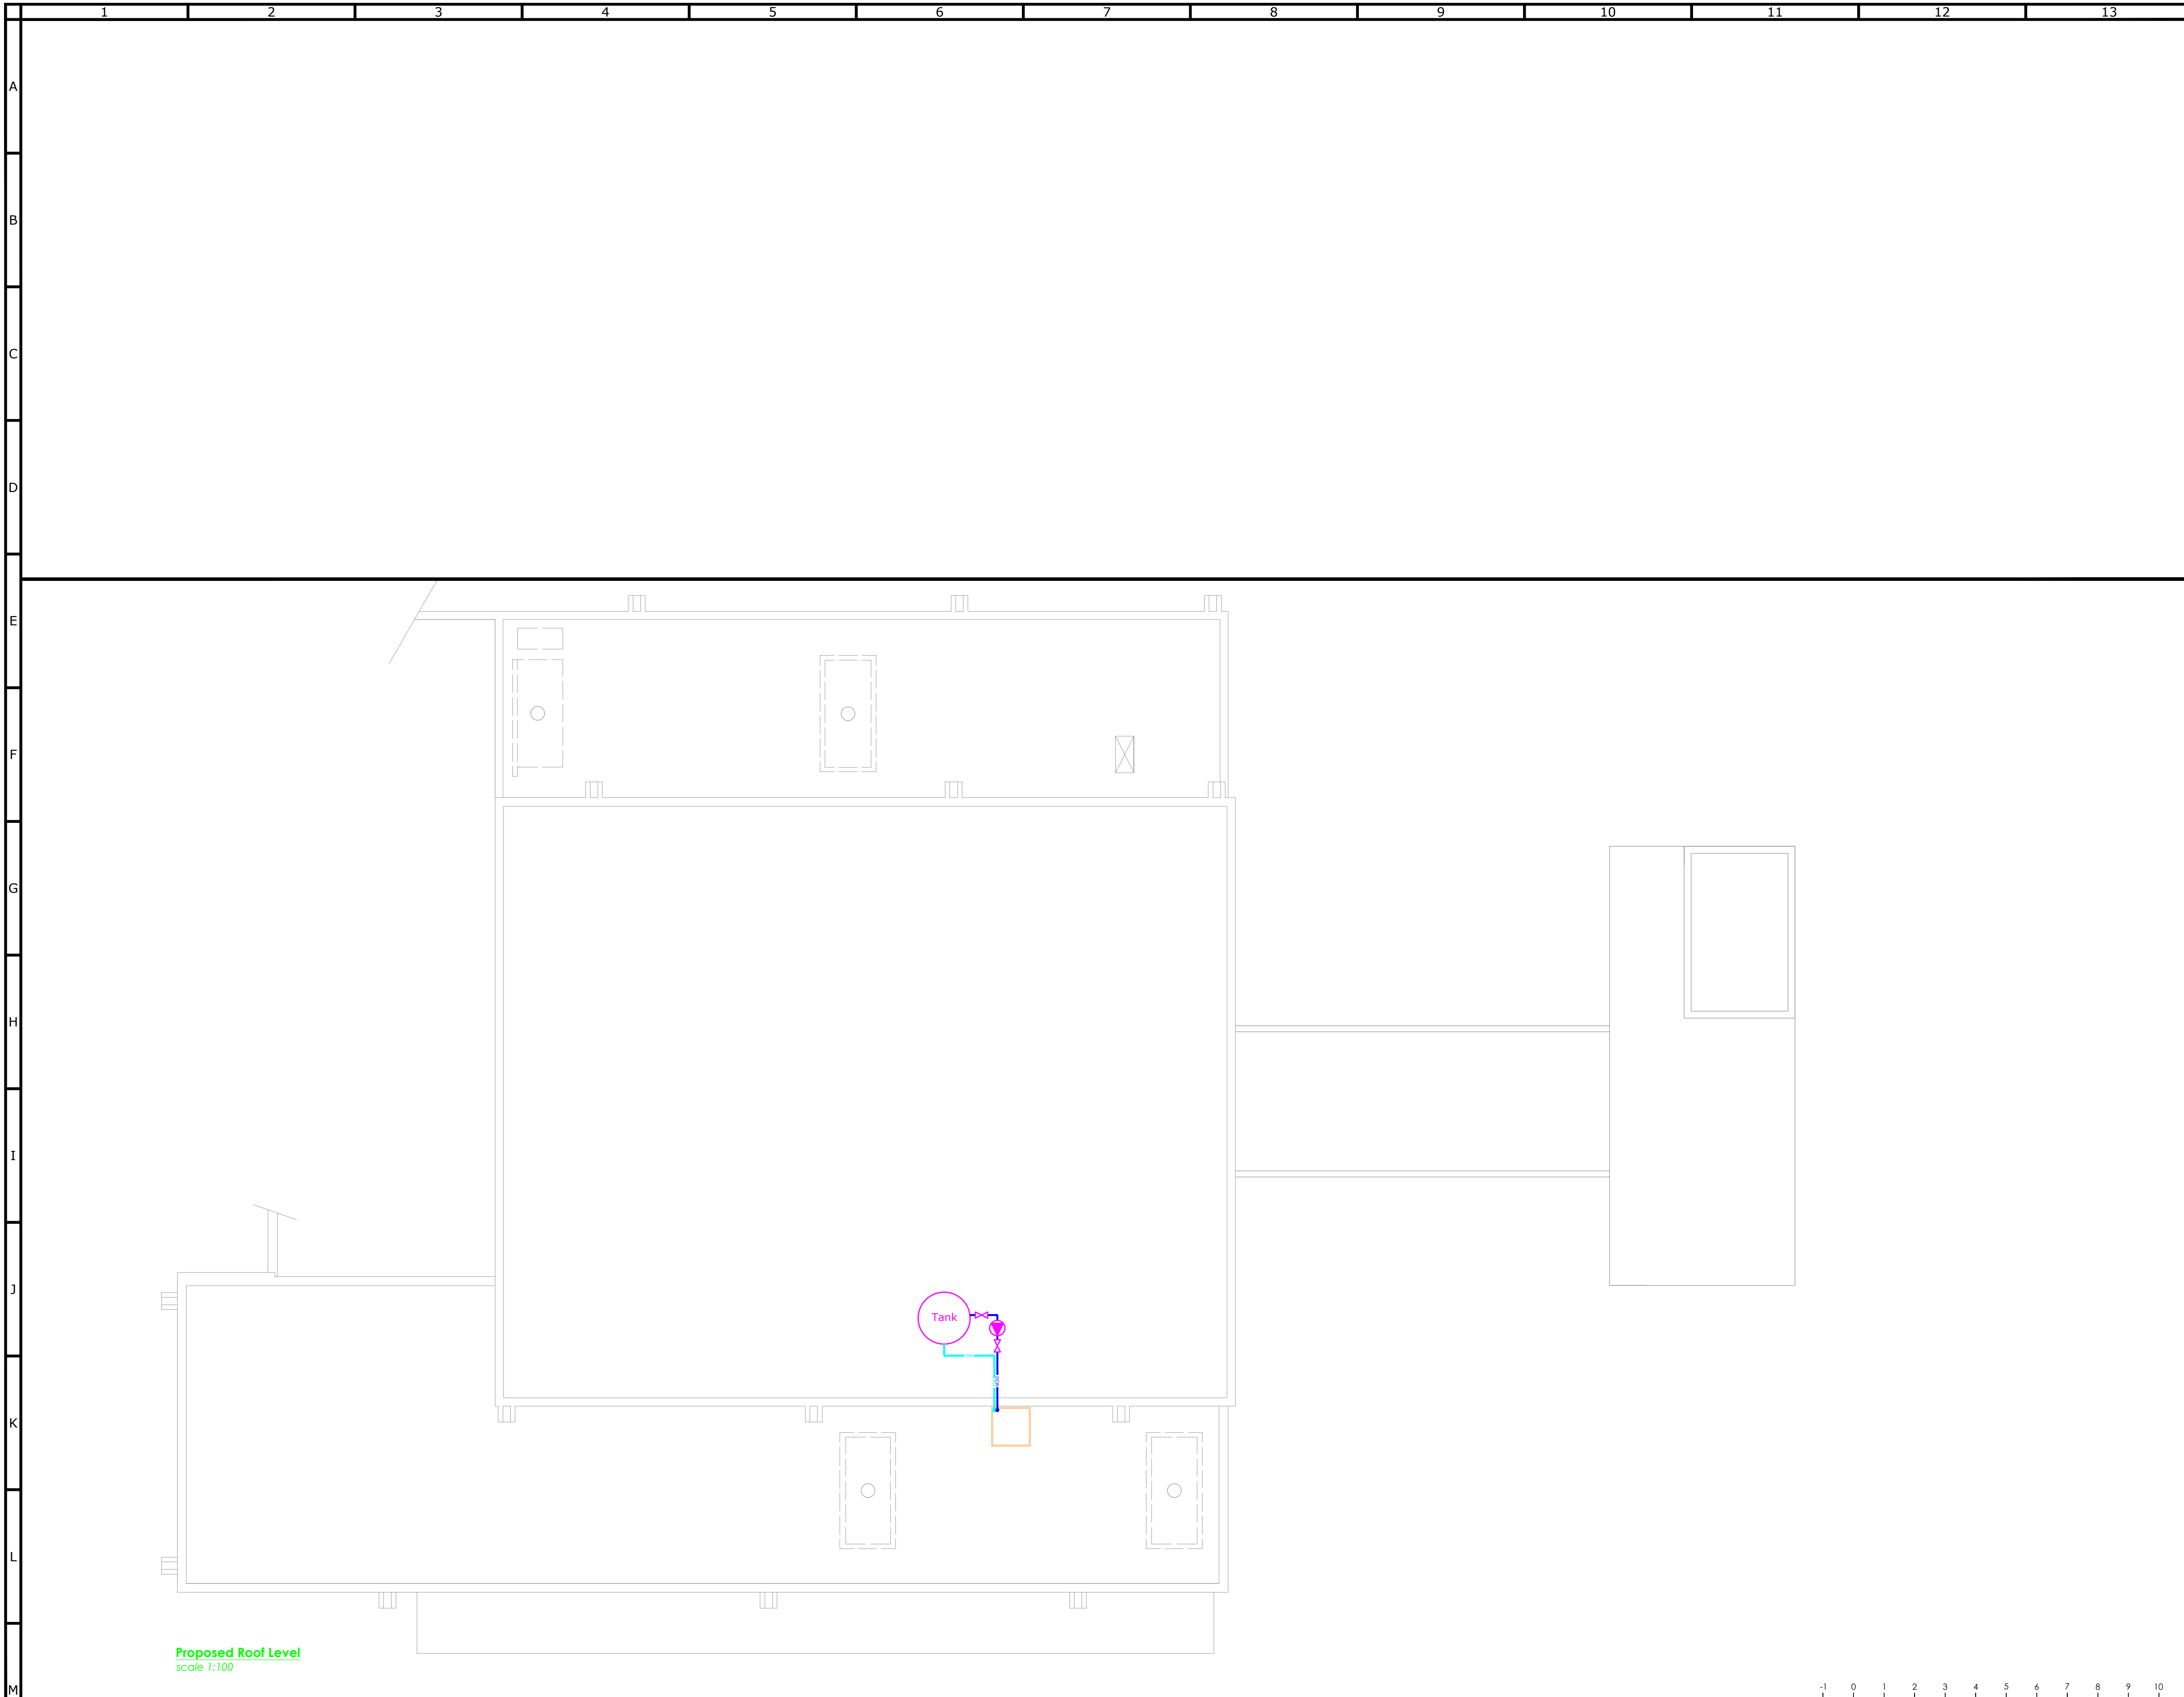 1 2 3 4 5 6 7 8 9 10 11 12 13
A
B
C
D
E
F
G
H
I
J
Tank
K
L
Proposed Roof Level
scale 1:100
M
-1 0 1 2 3 4 5 6 7 8 9 10